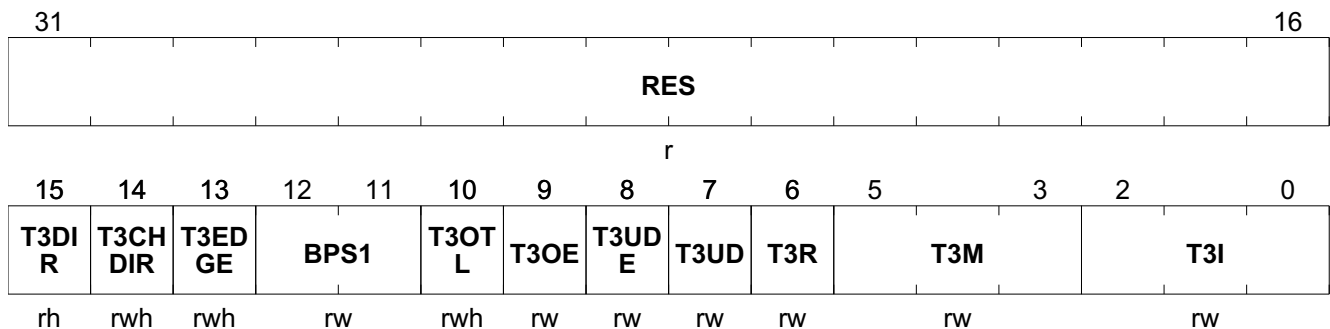 31 16
RES
r
15 14 13 12 11 10 9 8 7 6 5 3 2 0
T3DI T3CH T3ED BPS1 T3OT T3OE T3UD T3UD T3R T3M T3I
R DIR GE L E
rh rwh rwh rw rwh rw rw rw rw rw rw